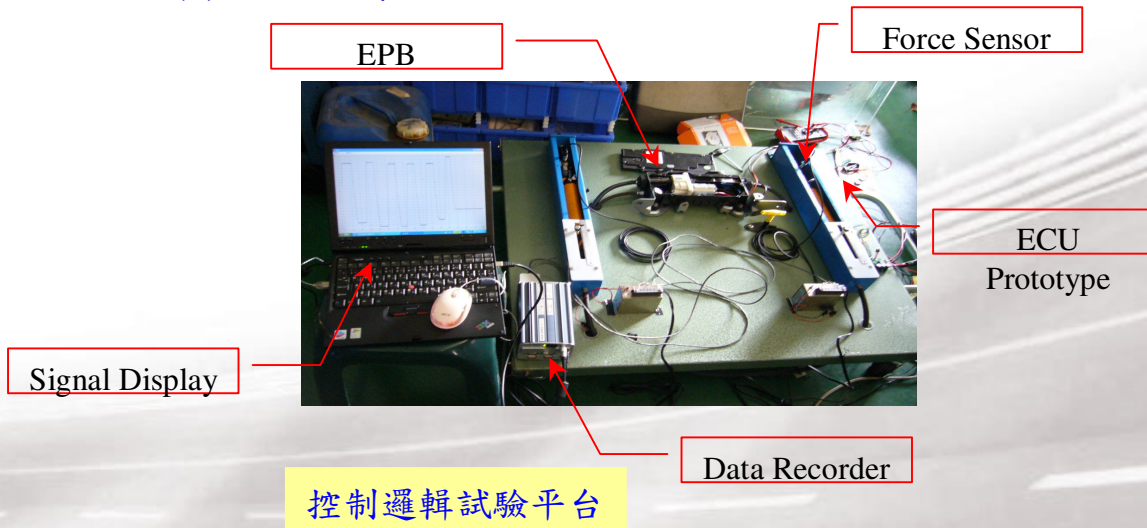 EPB
Force Sensor
ECU
Prototype
Signal Display
Data Recorder
控制邏輯試驗平台